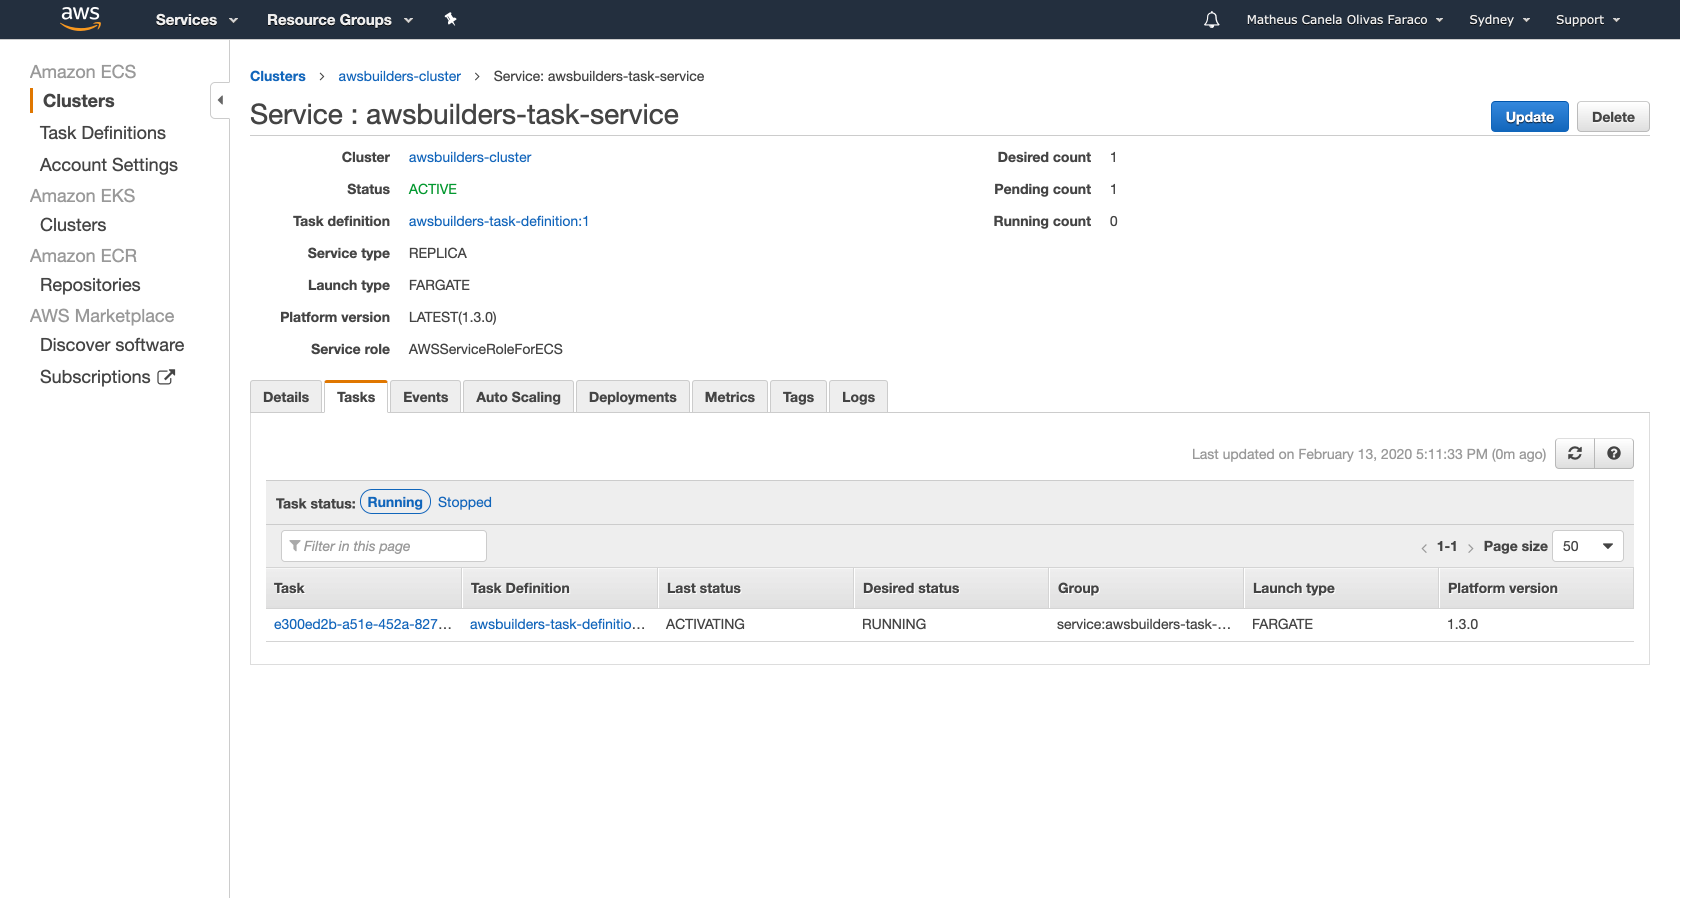 aws Services Resource Groups Matheus Canela Olivas Faraco Sydney Support
Amazon ECS
Clusters
Task Definitions
Account Settings
Amazon EKS
Clusters
Amazon ECR
Repositories
AWS Marketplace
Discover software
Subscriptions
Clusters > awsbuilders-cluster > Service: awsbuilders-task-service
Service : awsbuilders-task-service
Update Delete
Cluster awsbuilders-cluster Desired count 1
Status ACTIVE Pending count 1
Task definition awsbuilders-task-definition:1 Running count 0
Service type REPLICA
Launch type FARGATE
Platform version LATEST(1.3.0)
Service role AWSServiceRoleForECS
Details Tasks Events Auto Scaling Deployments Metrics Tags Logs
Last updated on February 13, 2020 5:11:33 PM (0m ago)
Task status: Running Stopped
Filter in this page < 1-1 > Page size 50
Task Task Definition Last status Desired status Group Launch type Platform version
e300ed2b-a51e-452a-827... awsbuilders-task-definitio... ACTIVATING RUNNING service:awsbuilders-task-... FARGATE 1.3.0